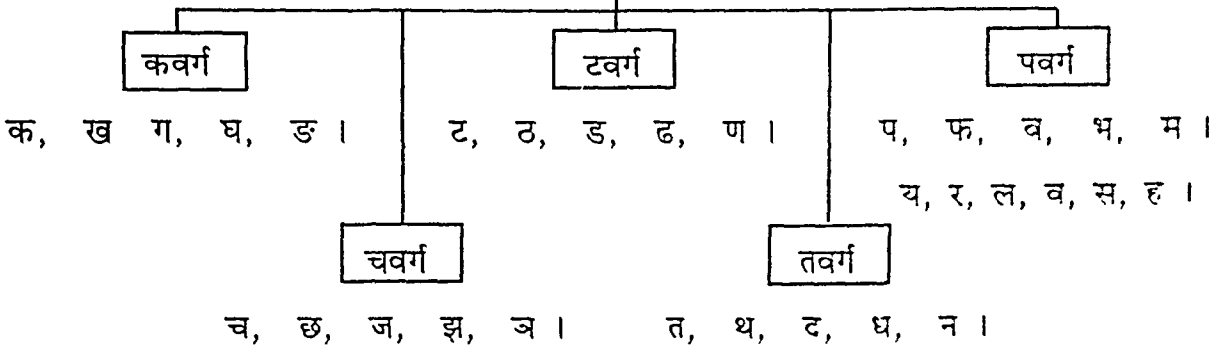 कवर्ग टवर्ग पवर्ग
क, ख ग, घ, ङ । ट, ठ, ड, ढ, ण । प, फ, व, भ, म ।
य, र, ल, व, स, ह ।
चवर्ग तवर्ग
च, छ, ज, झ, ञ । त, थ, द, ध, न ।